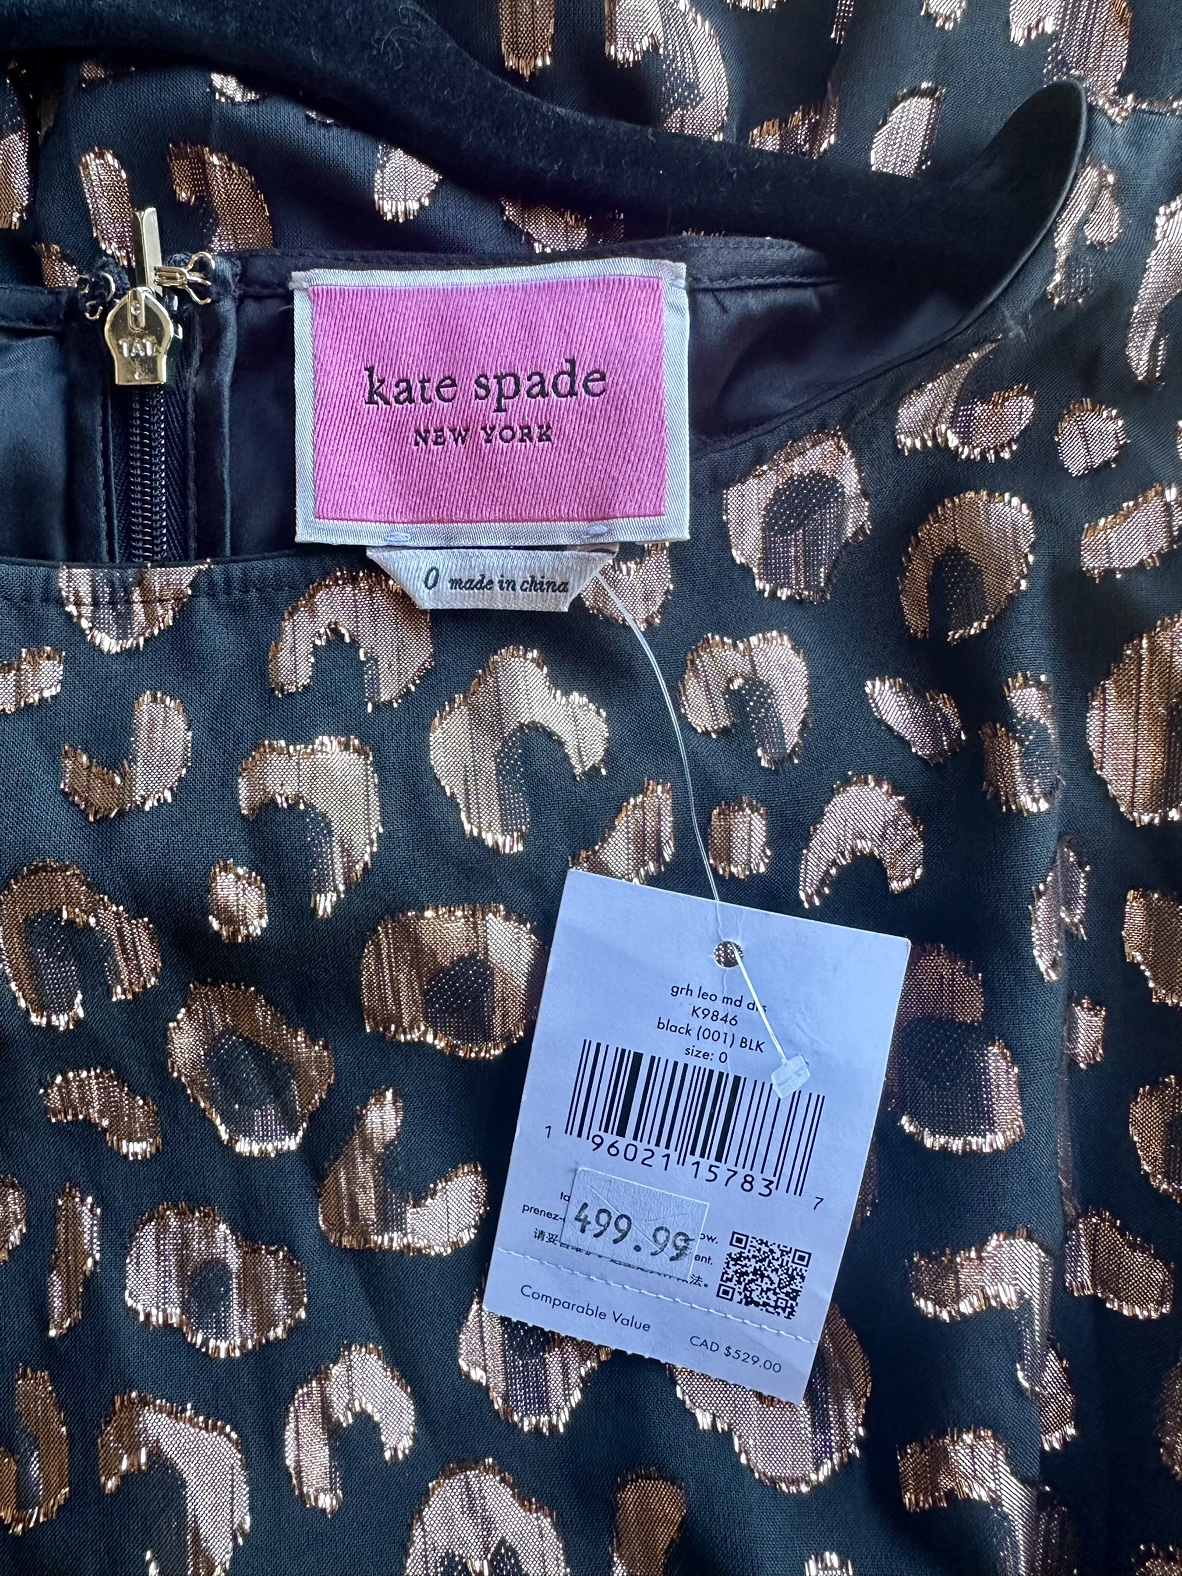 kate spade
NEW YORK
0 made in china
grh leo md drs
K9846
black (001) BLK
size: 0
1 96021 15783 7
499.99
Comparable Value
CAD $529.00